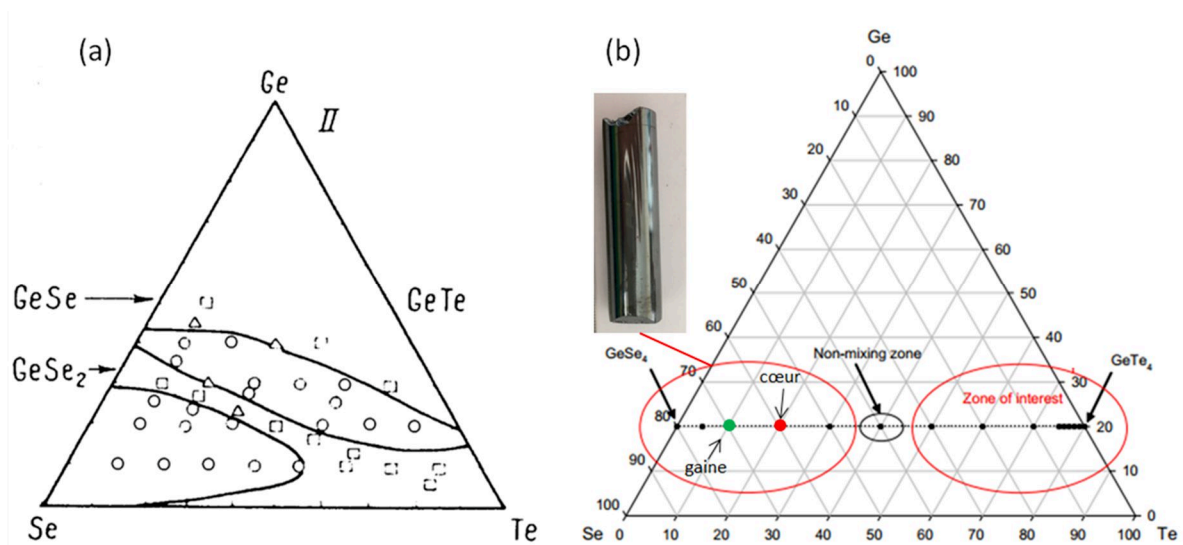 (a)
Ge
II
GeSe
GeTe
GeSe2
Se
Te
(b)
Ge
0
100
10
90
20
80
30
70
40
60
50
50
60
40
GeSe4
Non-mixing zone
GeTe4
70
30
cœur
Zone of interest
80
20
gaine
90
10
100
0
Se 0 10 20 30 40 50 60 70 80 90 100 Te